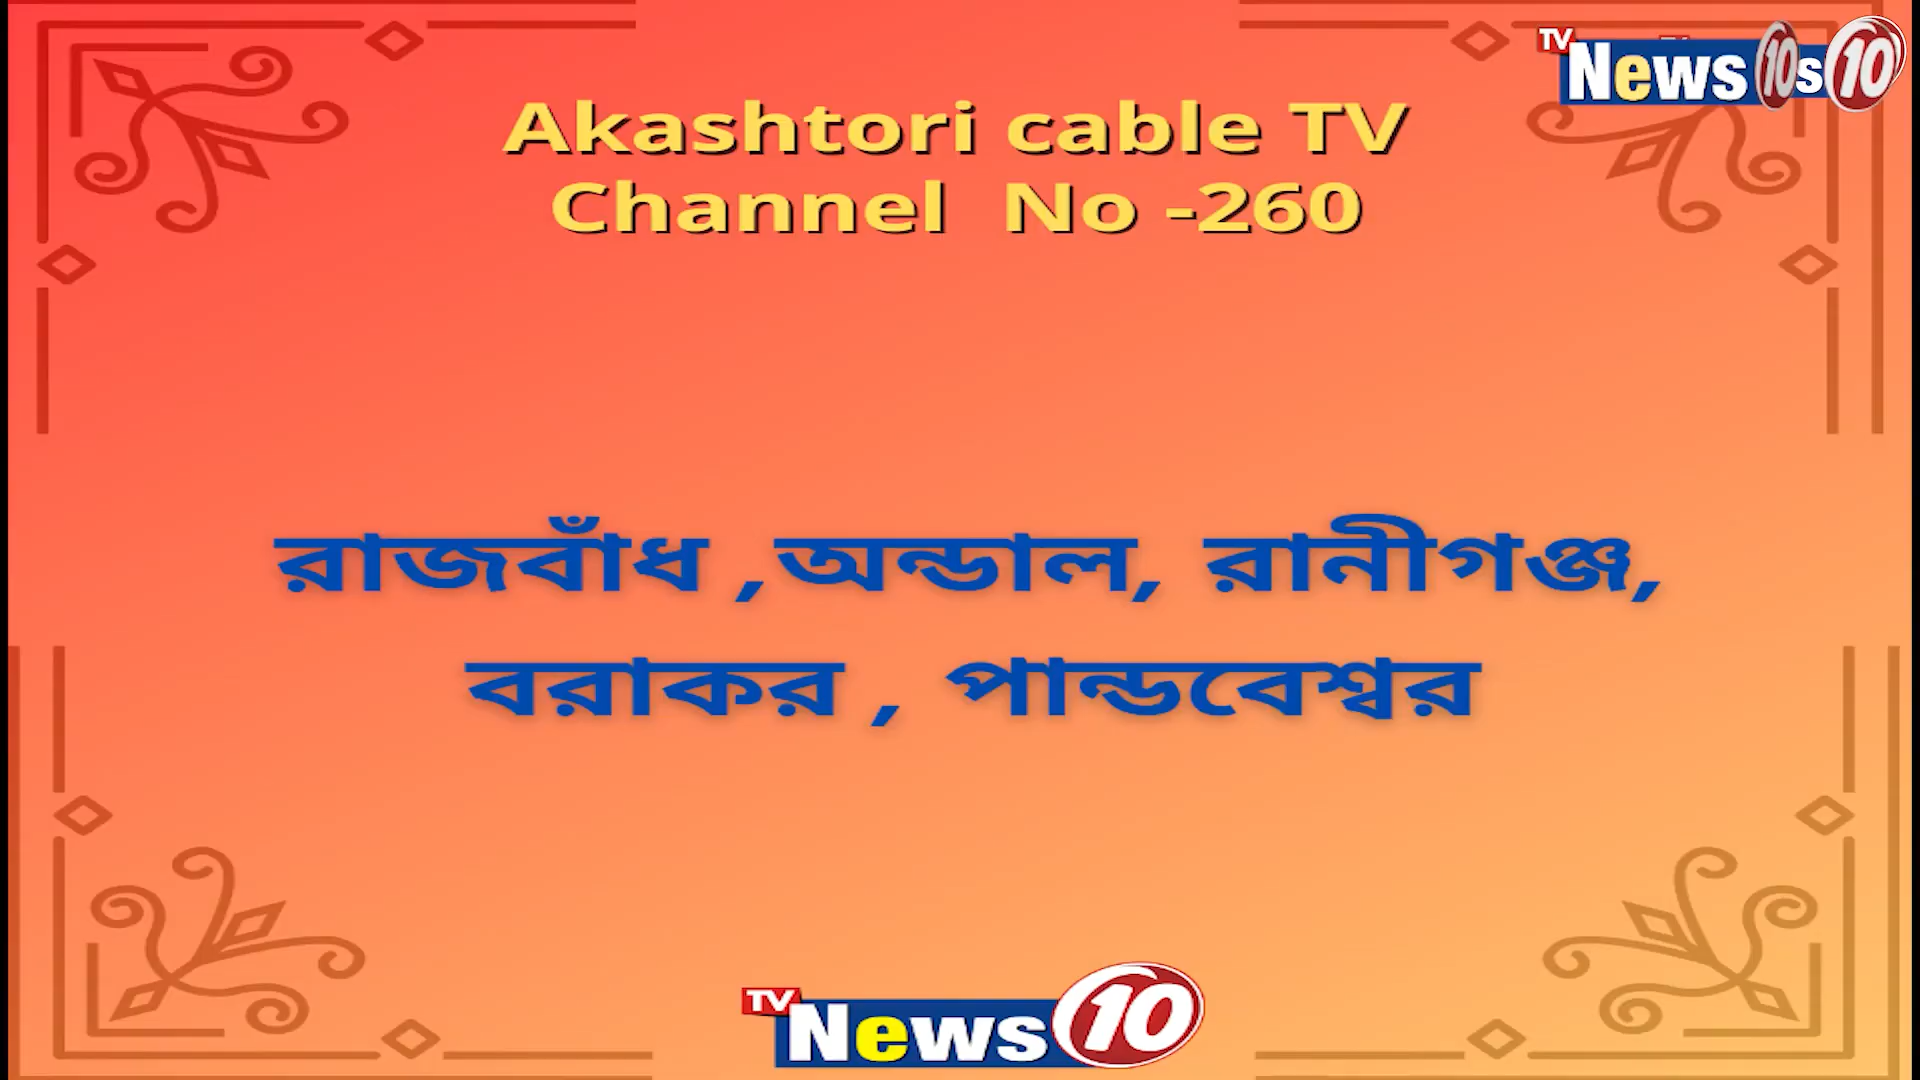 TV News 10s 10
Akashtori cable TV
Channel No -260
রাজবাঁধ ,অন্ডাল, রানীগঞ্জ,
বরাকর , পান্ডবেশ্বর
TV News 10